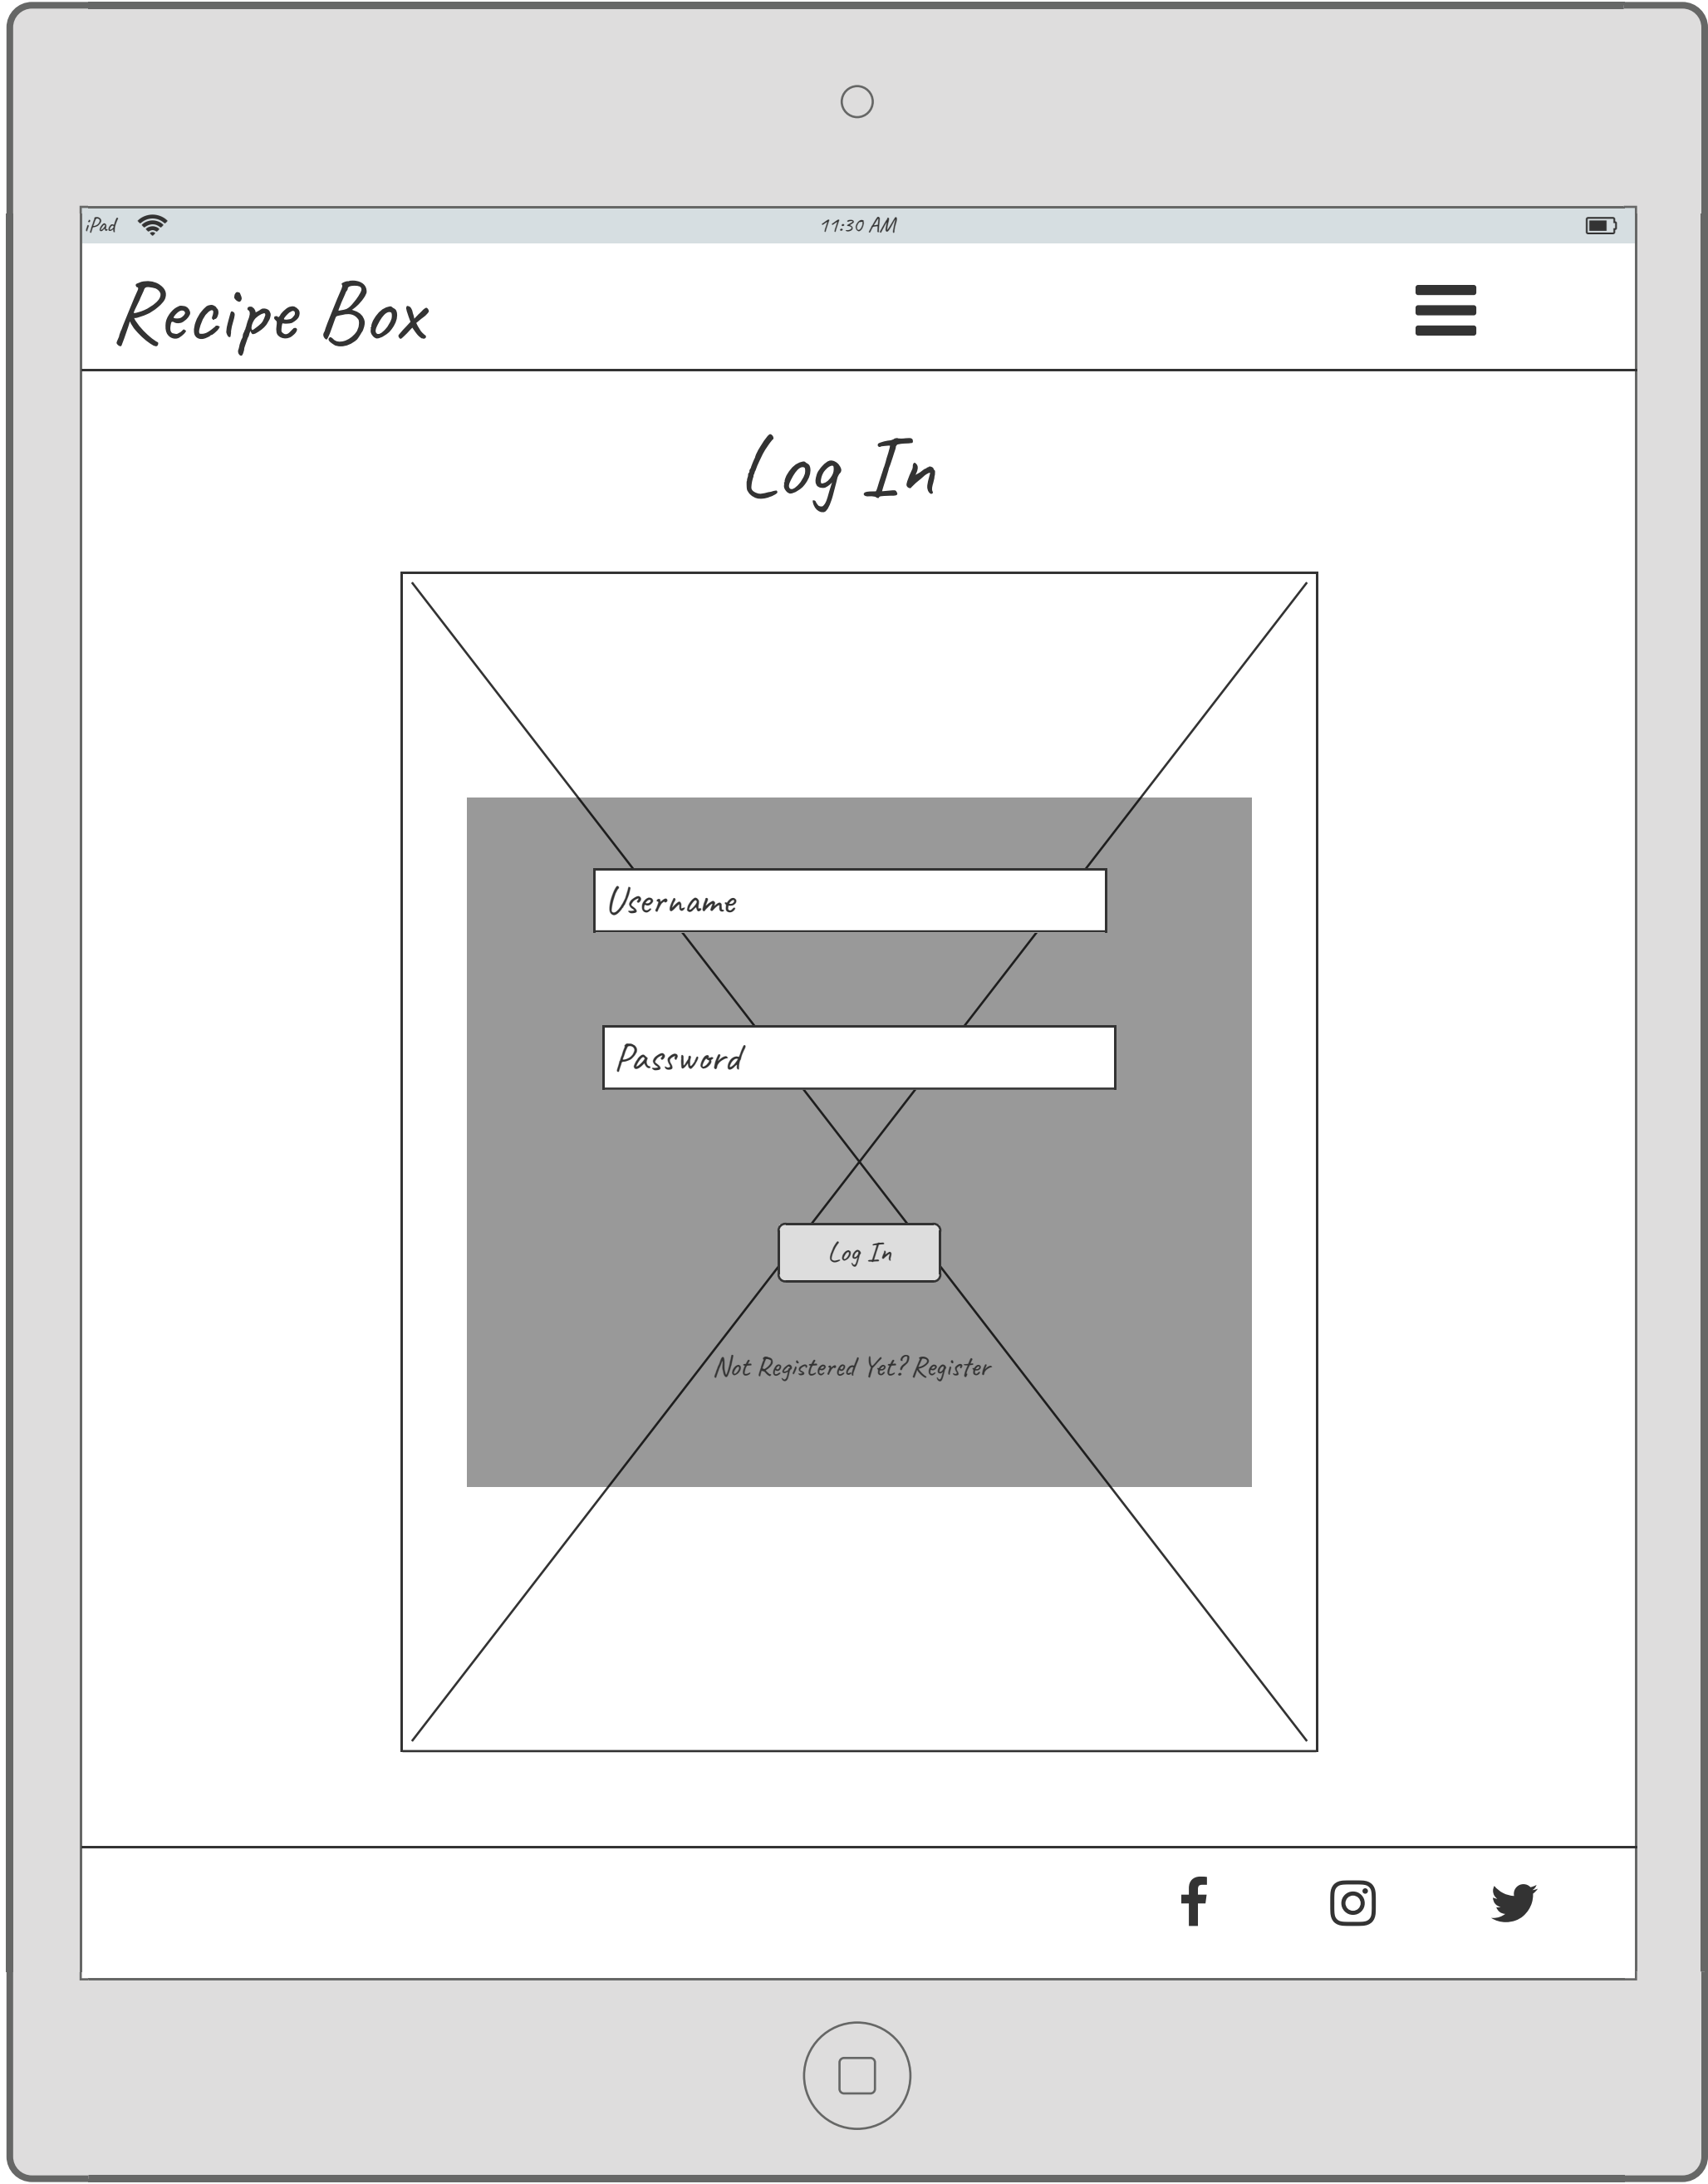 iPad 11:30 AM
Recipe Box
Log In
Username
Password
Log In
Not Registered Yet? Register